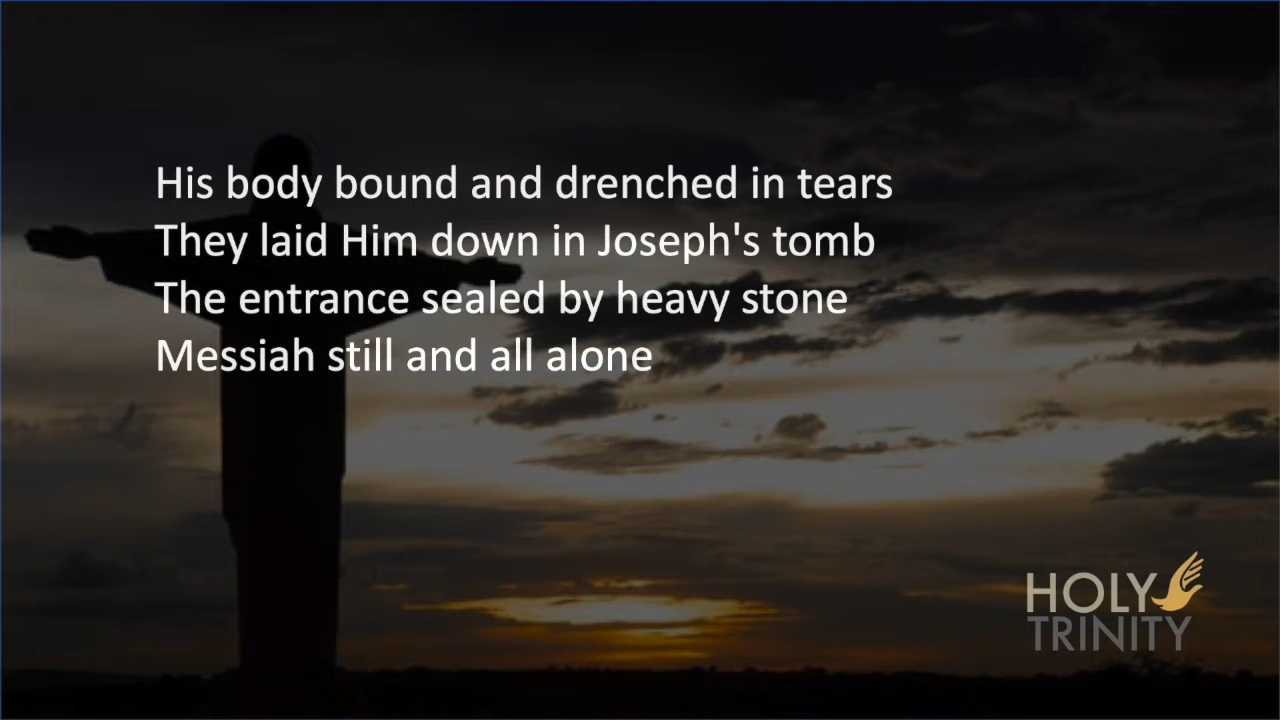 His body bound and drenched in tears
They laid Him down in Joseph's tomb
The entrance sealed by heavy stone
Messiah still and all alone
HOLY
TRINITY